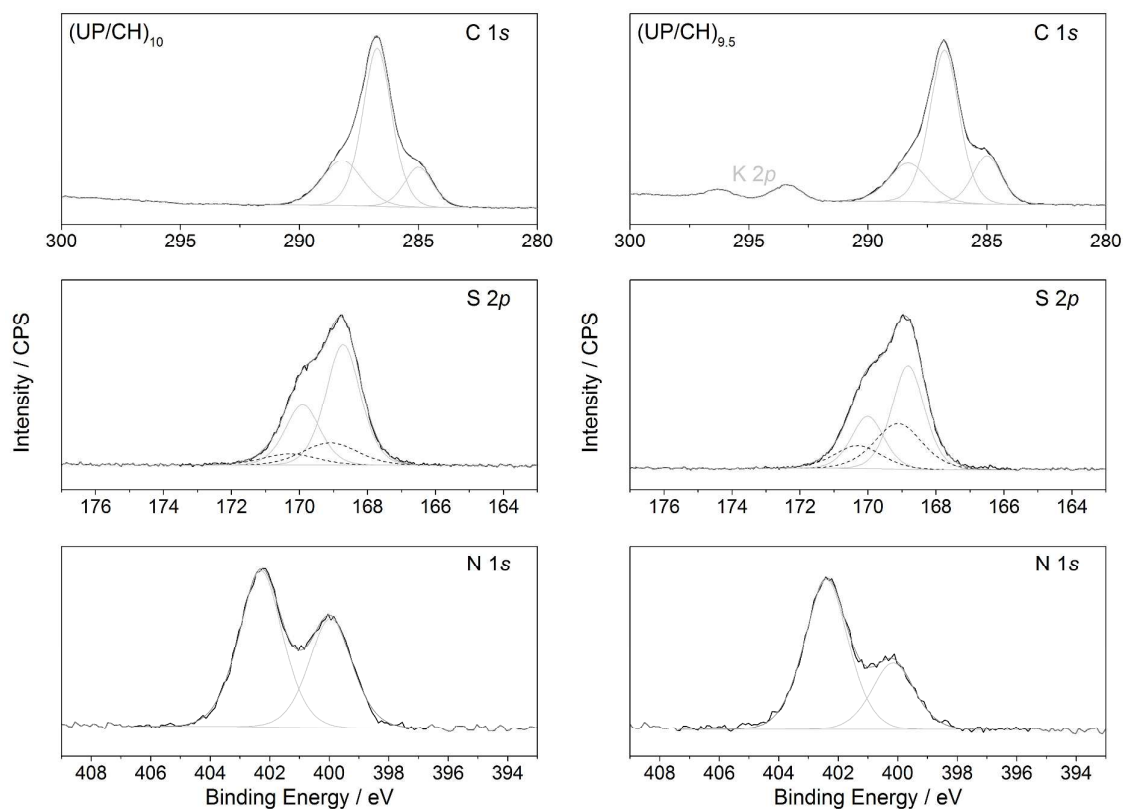 (UP/CH)10 C 1s
300 295 290 285 280
S 2p
176 174 172 170 168 166 164
N 1s
408 406 404 402 400 398 396 394
Binding Energy / eV
Intensity / CPS
(UP/CH)9.5 C 1s
K 2p
300 295 290 285 280
S 2p
176 174 172 170 168 166 164
N 1s
408 406 404 402 400 398 396 394
Binding Energy / eV
Intensity / CPS